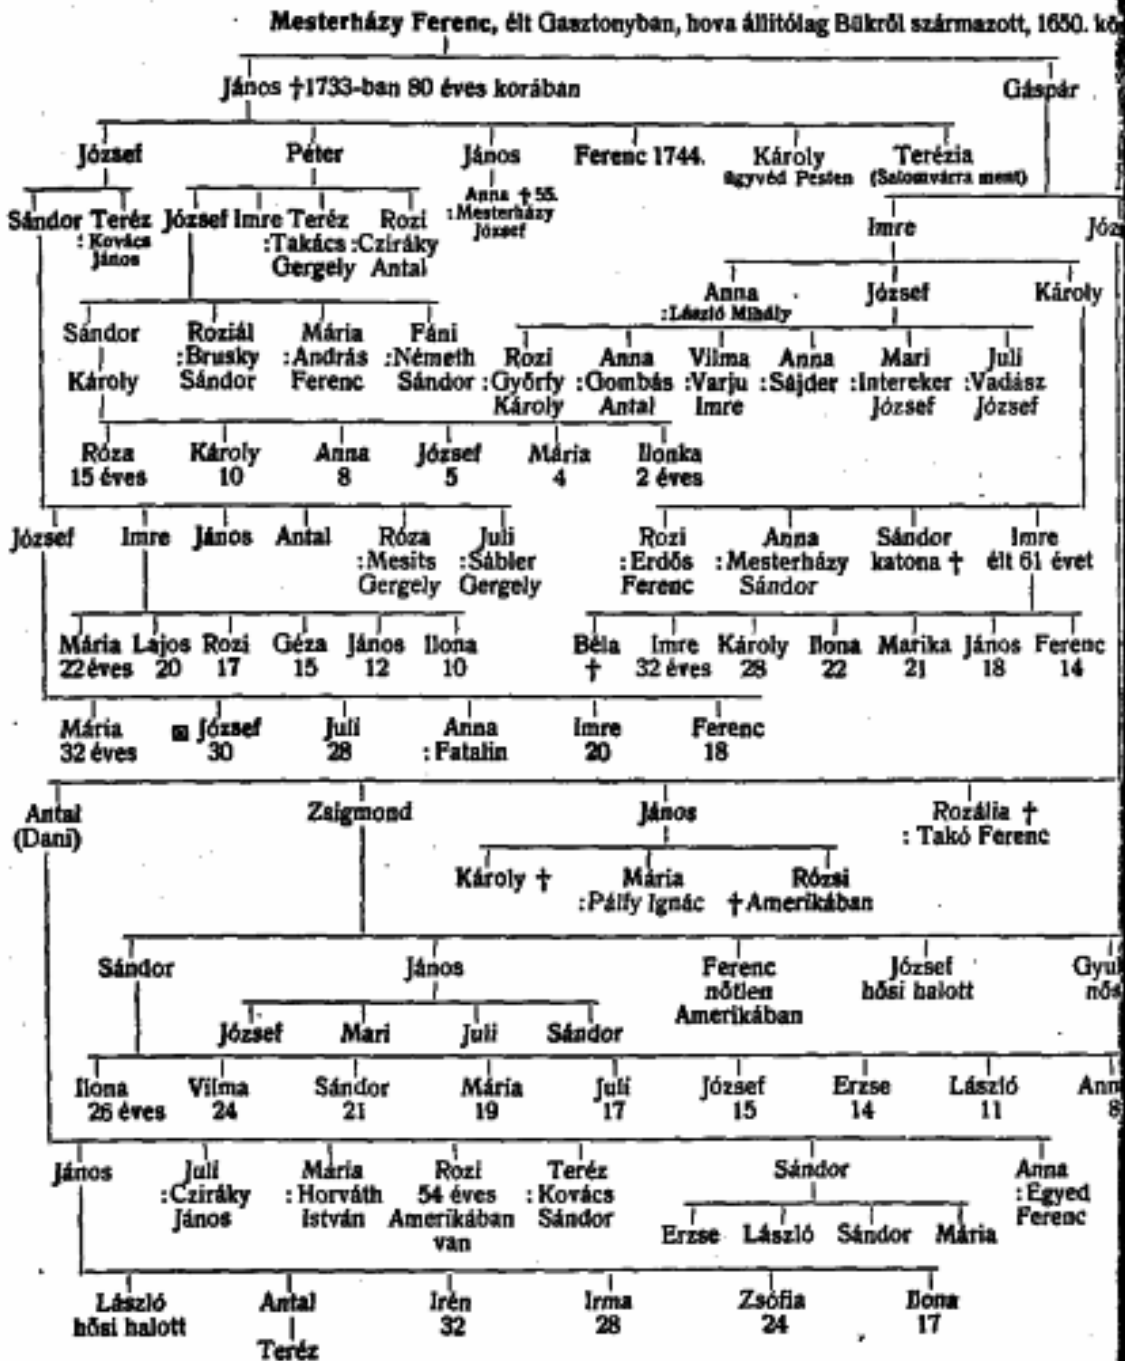 Mesterházy Ferenc, élt Gasztonyban, hova állítólag Bükről származott, 1650. kö
János †1733-ban 80 éves korában Gáspár
József Péter János Ferenc 1744. Károly Terézia
ügyvéd Pesten (Salomvárra ment)
Anna † 55.
:Mesterházy
József
Sándor Teréz József Imre Teréz Rozi Imre Józ
:Kovács :Takács :Cziráky
János Gergely Antal
Anna József Károly
:László Mihály
Sándor Roziál Mária Fáni
:Brusky :András :Németh
Károly Sándor Ferenc Sándor
Rozi Anna Vilma Anna Mari Juli
:Győrfy :Gombás :Varju :Sájder :Intereker :Vadász
Károly Antal Imre József József
Róza Károly Anna József Mária Ilonka
15 éves 10 8 5 4 2 éves
József Imre János Antal Róza Juli Rozi Anna Sándor Imre
:Mesits :Sábler :Erdős :Mesterházy katona † élt 61 évet
Gergely Gergely Ferenc Sándor
Mária Lajos Rozi Géza János Ilona Béla Imre Károly Ilona Marika János Ferenc
22 éves 20 17 15 12 10 † 32 éves 28 22 21 18 14
Mária József Juli Anna Imre Ferenc
32 éves 30 28 :Fatalin 20 18
Antal Zsigmond János Rozália †
(Dani) : Takó Ferenc
Károly † Mária Rózsi
:Pálfy Ignác † Amerikában
Sándor János Ferenc József Gyul
nőtlen hősi halott nős
Amerikában
József Mari Juli Sándor
Ilona Vilma Sándor Mária Juli József Erzse László Ann
26 éves 24 21 19 17 15 14 11 8
János Juli Mária Rozi Teréz Sándor Anna
:Cziráky :Horváth 54 éves :Kovács :Egyed
János István Amerikában Sándor Ferenc
van
Erzse László Sándor Mária
László Antal Irén Irma Zsófia Ilona
hősi halott 32 28 24 17
Teréz